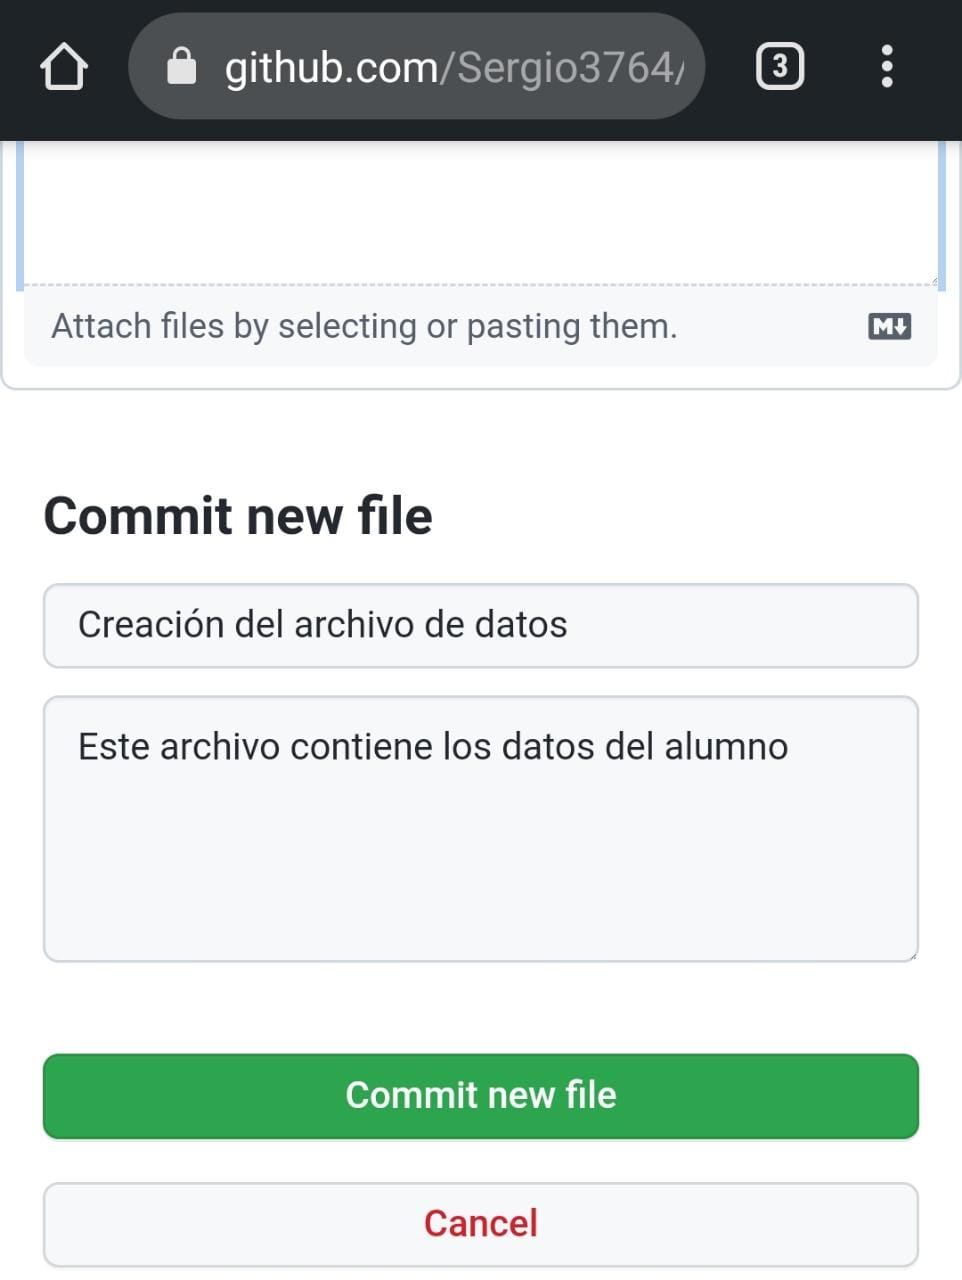 github.com/Sergio3764/
3
Attach files by selecting or pasting them.
M
Commit new file
Creación del archivo de datos
Este archivo contiene los datos del alumno
Commit new file
Cancel